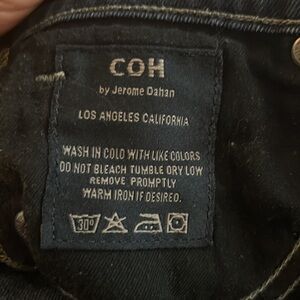 COH
by Jerome Dahan
LOS ANGELES CALIFORNIA
WASH IN COLD WITH LIKE COLORS
DO NOT BLEACH TUMBLE DRY LOW
REMOVE PROMPTLY
WARM IRON IF DESIRED.
30°